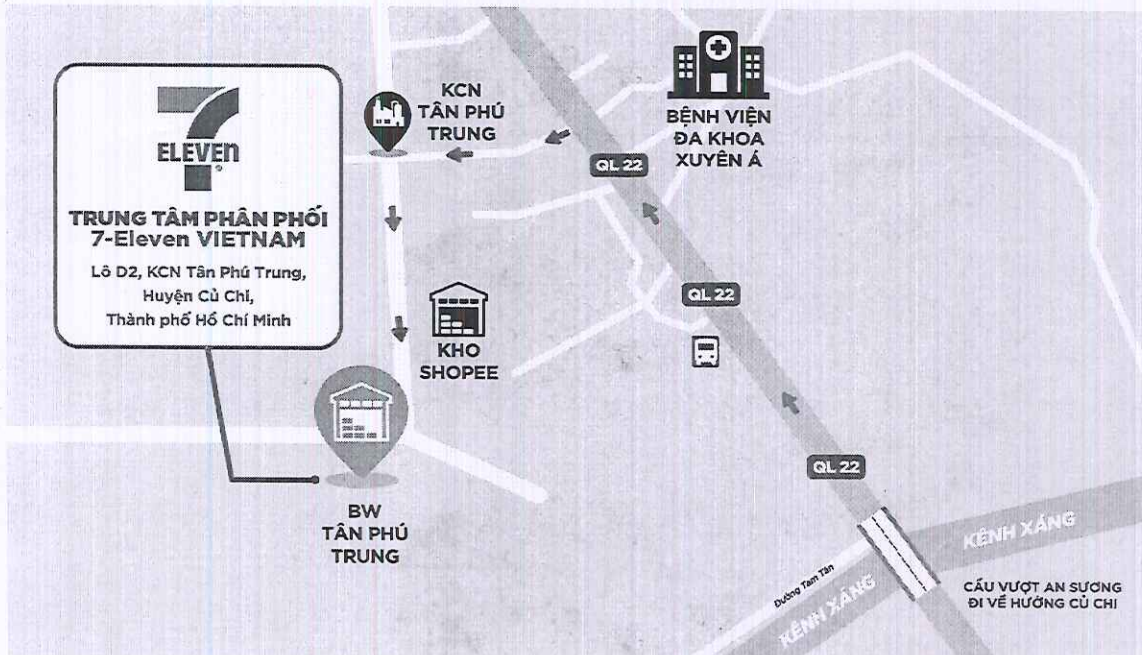 7
ELEVEn
TRUNG TÂM PHÂN PHỐI
7-Eleven VIETNAM
Lô D2, KCN Tân Phú Trung,
Huyện Củ Chi,
Thành phố Hồ Chí Minh
KCN
TÂN PHÚ
TRUNG
BỆNH VIỆN
ĐA KHOA
XUYÊN Á
QL 22
QL 22
KHO
SHOPEE
QL 22
BW
TÂN PHÚ
TRUNG
KÊNH XÁNG
Đường Tam Tân
KÊNH XÁNG
CẦU VƯỢT AN SƯƠNG
ĐI VỀ HƯỚNG CỦ CHI